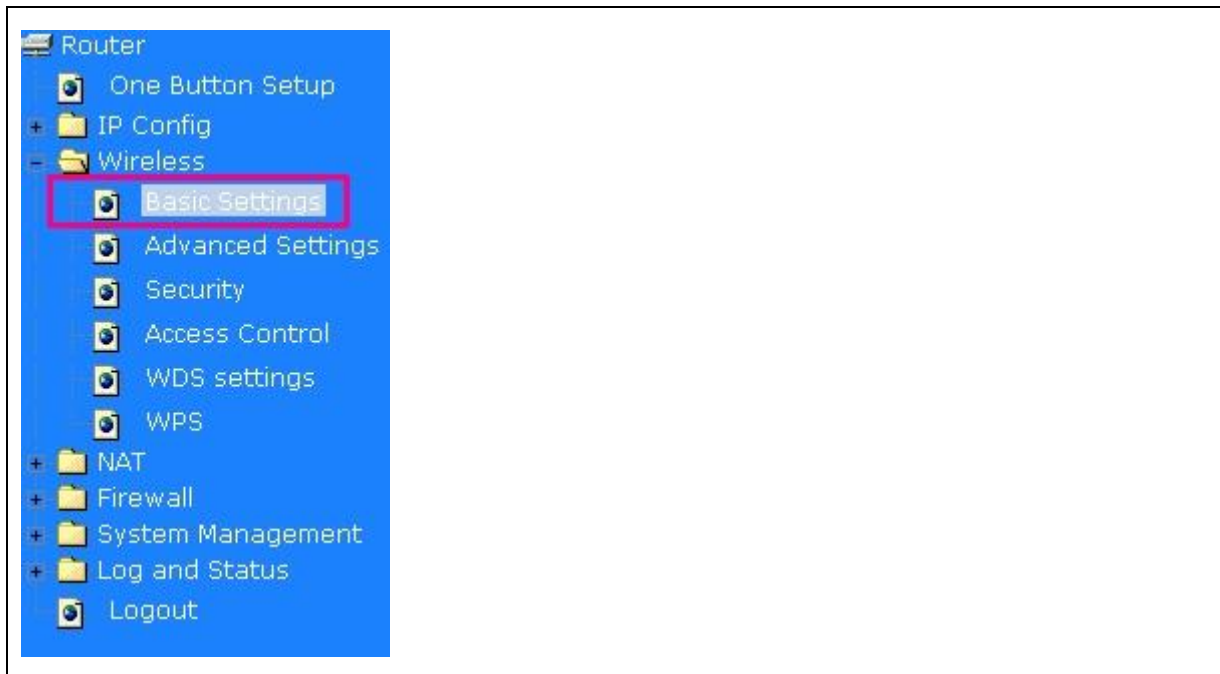 Router
One Button Setup
IP Config
Wireless
Basic Settings
Advanced Settings
Security
Access Control
WDS settings
WPS
NAT
Firewall
System Management
Log and Status
Logout